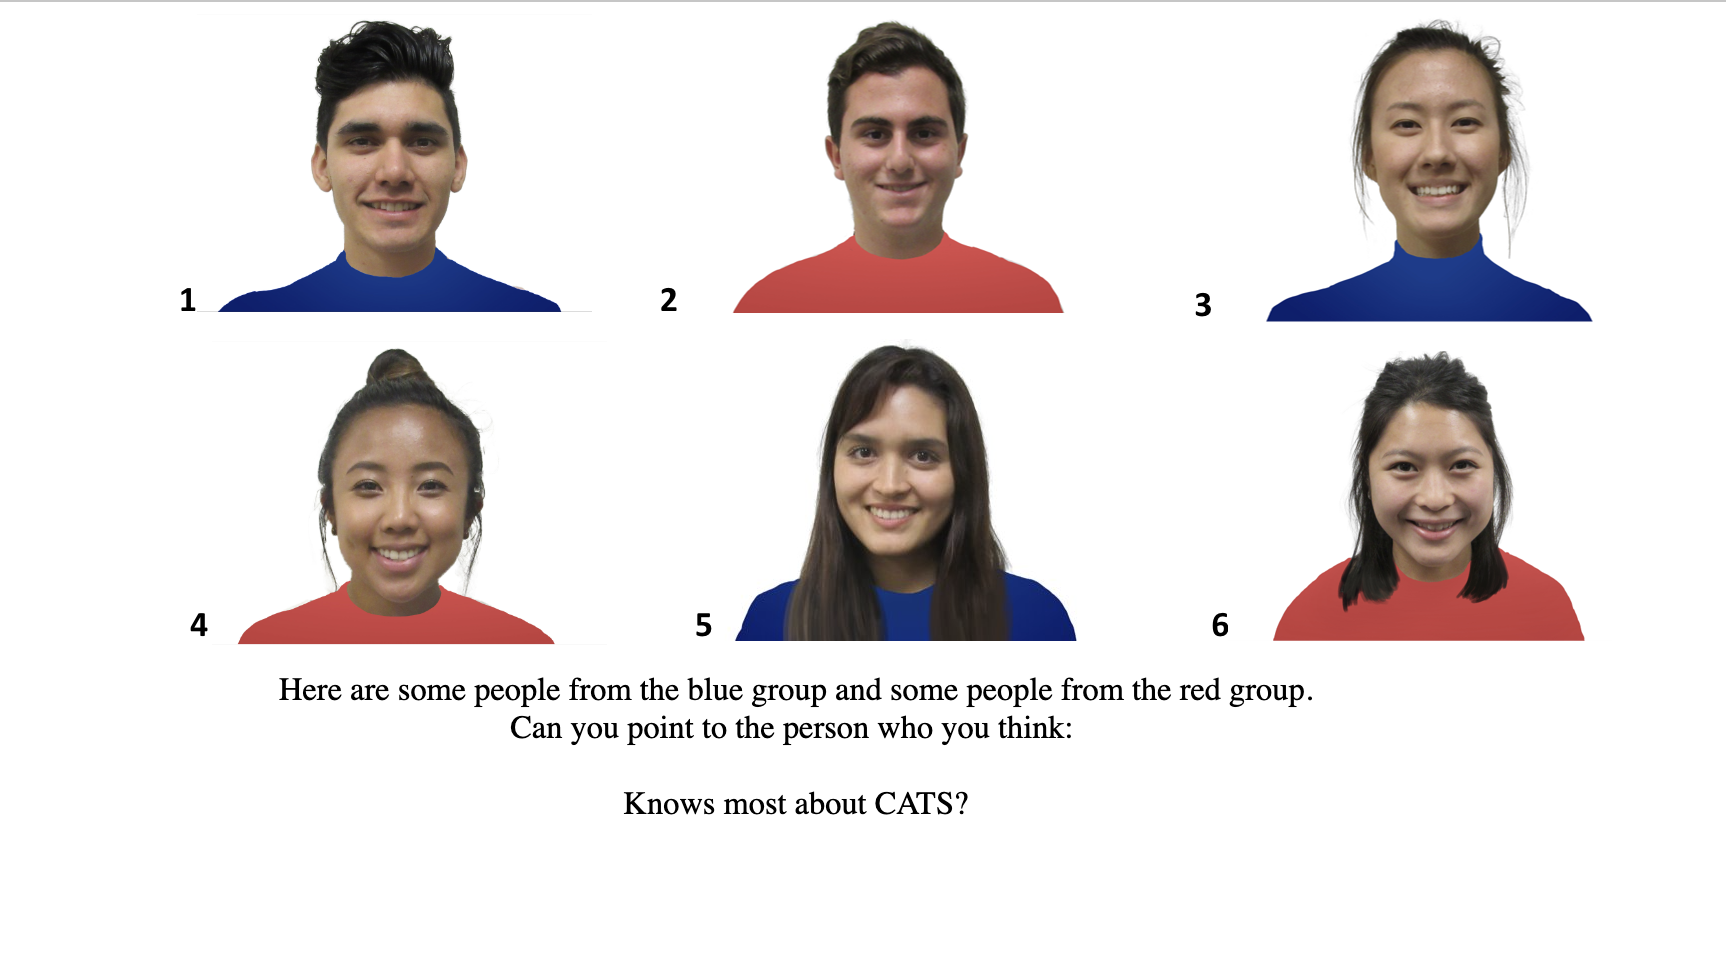 1
2
3
4
5
6
Here are some people from the blue group and some people from the red group.
Can you point to the person who you think:
Knows most about CATS?